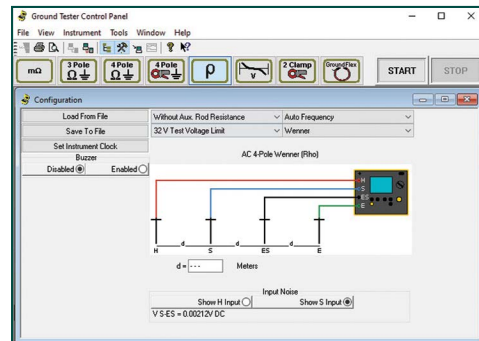 Ground Tester Control Panel
File View Instrument Tools Window Help
mΩ
3 Pole
Ω
4 Pole
Ω
4 Pole
ρ
V
2 Clamp
GroundFlex
START
STOP
Configuration
Load From File
Without Aux. Rod Resistance
Auto Frequency
Save To File
32 V Test Voltage Limit
Wenner
Set Instrument Clock
Buzzer
AC 4-Pole Wenner (Rho)
Disabled Enabled
H
S
ES
E
d d d
H S ES E
d = - - - Meters
Input Noise
Show H Input Show S Input
V S-ES = 0.00212V DC